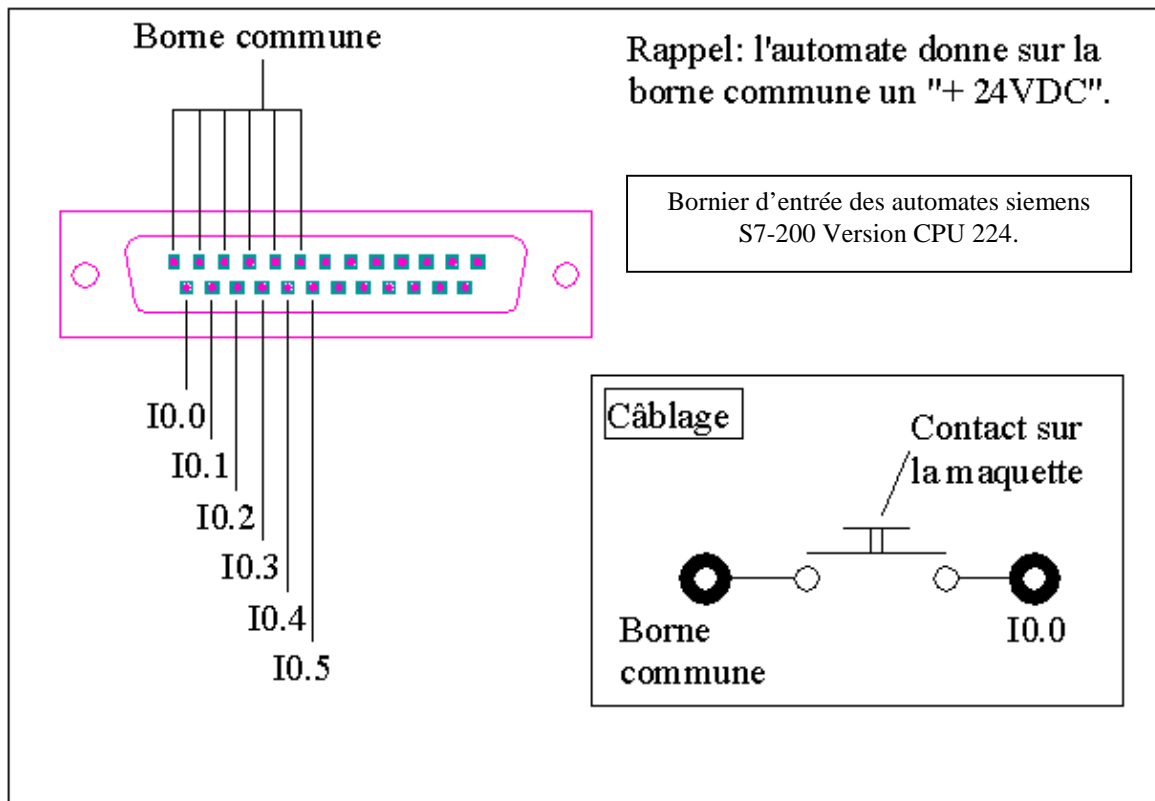 Borne commune
Rappel: l'automate donne sur la
borne commune un "+ 24VDC".
Bornier d'entrée des automates siemens
S7-200 Version CPU 224.
I0.0
I0.1
I0.2
I0.3
I0.4
I0.5
Câblage
Contact sur
la maquette
Borne
commune
I0.0